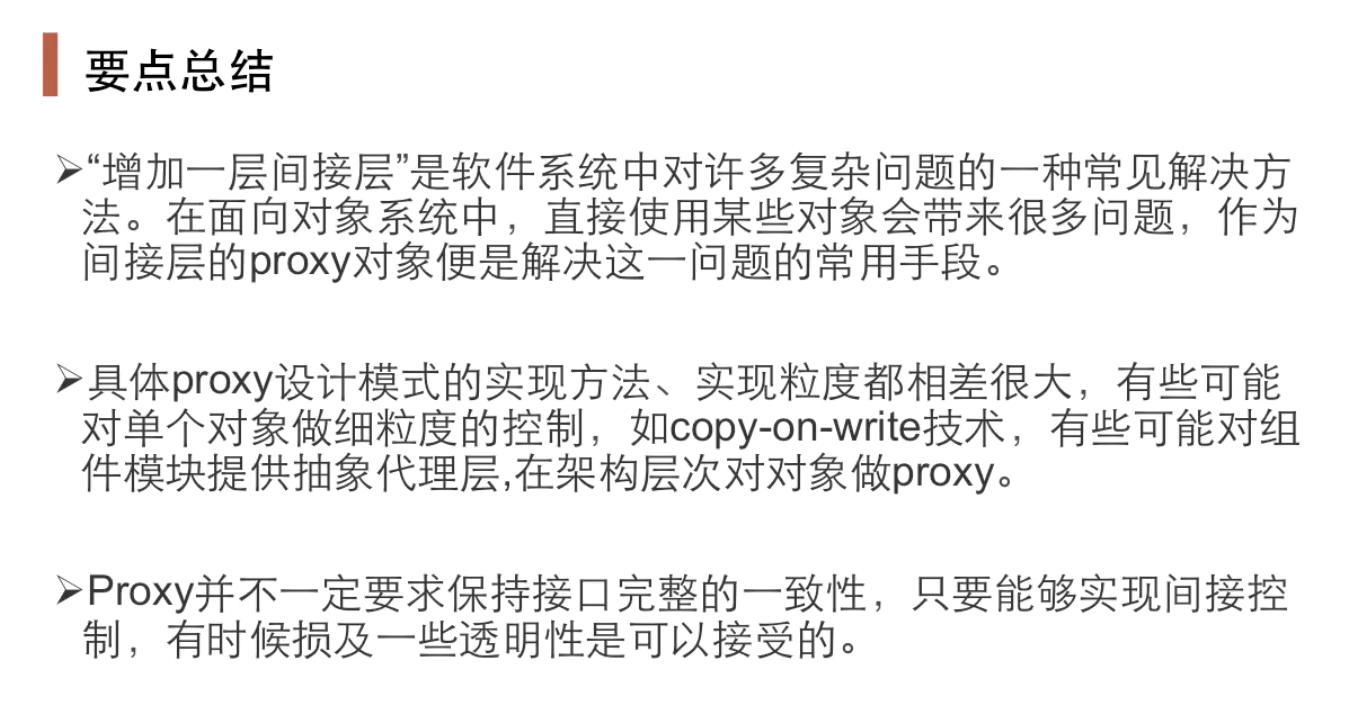 要点总结
➢“增加一层间接层”是软件系统中对许多复杂问题的一种常见解决方
法。在面向对象系统中，直接使用某些对象会带来很多问题，作为
间接层的proxy对象便是解决这一问题的常用手段。
➢具体proxy设计模式的实现方法、实现粒度都相差很大，有些可能
对单个对象做细粒度的控制，如copy-on-write技术，有些可能对组
件模块提供抽象代理层,在架构层次对对象做proxy。
➢Proxy并不一定要求保持接口完整的一致性，只要能够实现间接控
制，有时候损及一些透明性是可以接受的。